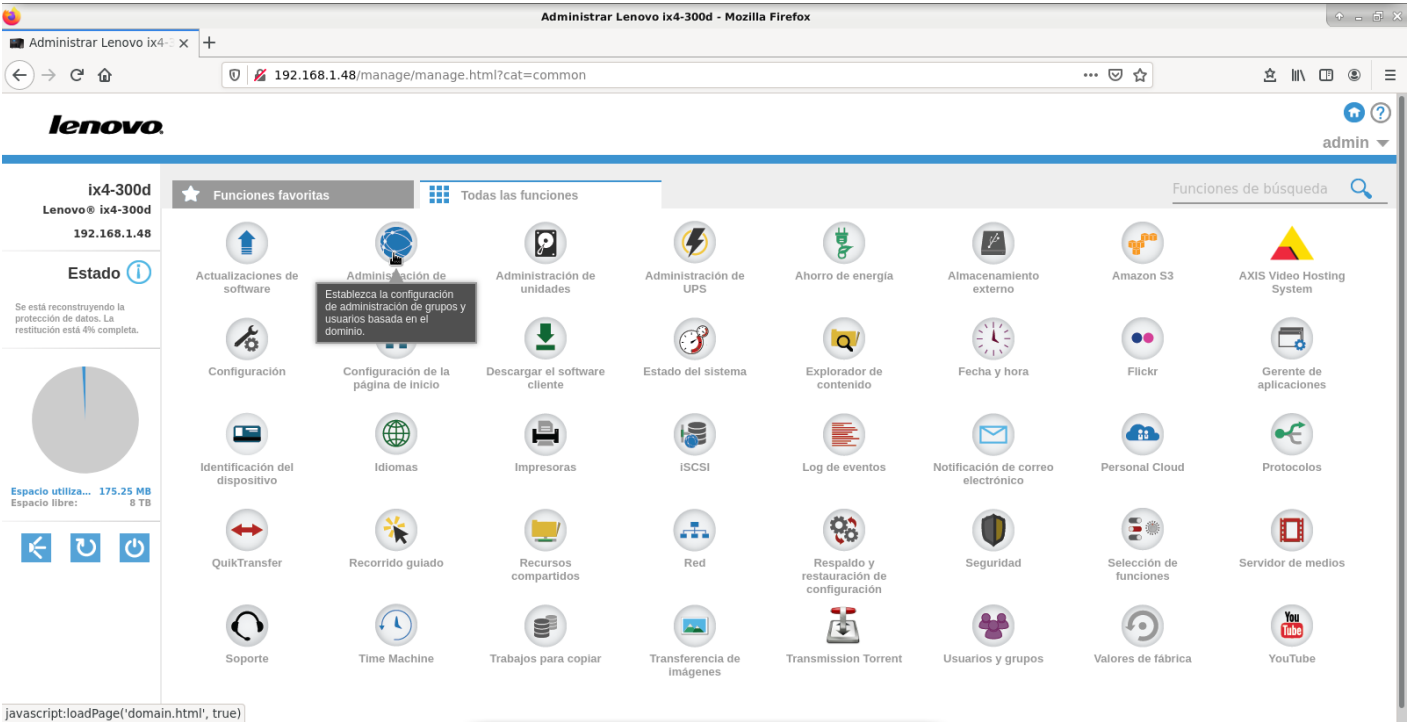 Administrar Lenovo ix4-300d - Mozilla Firefox
Administrar Lenovo ix4-3
192.168.1.48/manage/manage.html?cat=common
lenovo
admin
ix4-300d
Lenovo® ix4-300d
192.168.1.48
Estado
Se está reconstruyendo la
protección de datos. La
restitución está 4% completa.
Espacio utiliza... 175.25 MB
Espacio libre: 8 TB
Funciones favoritas
Todas las funciones
Funciones de búsqueda
Actualizaciones de
software
Administración de
Establezca la configuración
de administración de grupos y
usuarios basada en el
dominio.
Administración de
unidades
Administración de
UPS
Ahorro de energía
Almacenamiento
externo
Amazon S3
AXIS Video Hosting
System
Configuración
Configuración de la
página de inicio
Descargar el software
cliente
Estado del sistema
Explorador de
contenido
Fecha y hora
Flickr
Gerente de
aplicaciones
Identificación del
dispositivo
Idiomas
Impresoras
iSCSI
Log de eventos
Notificación de correo
electrónico
Personal Cloud
Protocolos
QuikTransfer
Recorrido guiado
Recursos
compartidos
Red
Respaldo y
restauración de
configuración
Seguridad
Selección de
funciones
Servidor de medios
Soporte
Time Machine
Trabajos para copiar
Transferencia de
imágenes
Transmission Torrent
Usuarios y grupos
Valores de fábrica
You
Tube
YouTube
javascript:loadPage('domain.html', true)